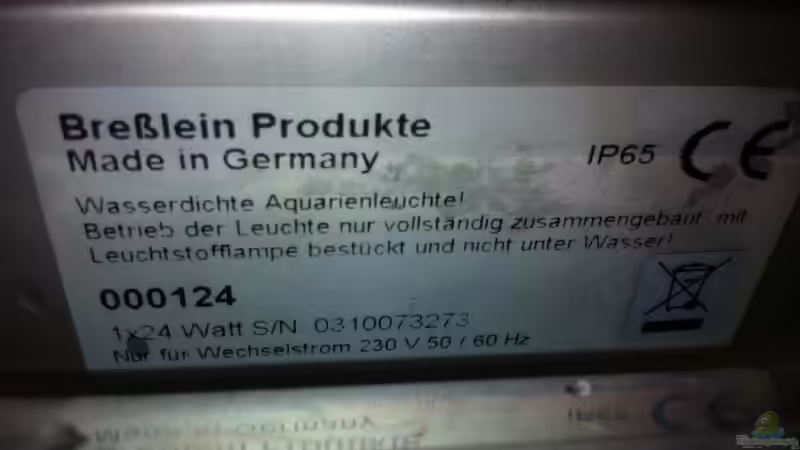 Breßlein Produkte
Made in Germany
IP65 CE
Wasserdichte Aquarienleuchte!
Betrieb der Leuchte nur vollständig zusammengebaut, mit
Leuchtstofflampe bestückt und nicht unter Wasser!
000124
1x24 Watt S/N 0310073273
Nur für Wechselstrom 230 V 50 / 60 Hz